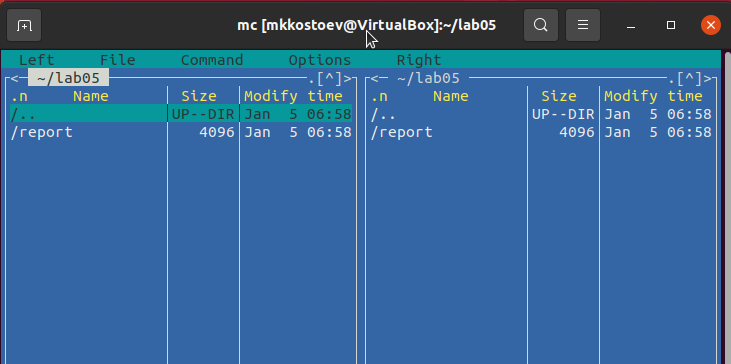 mc [mkkostoev@VirtualBox]:~/lab05
Left File Command Options Right
<- ~/lab05 .[^]> <- ~/lab05 .[^]>
.n Name Size Modify time .n Name Size Modify time
/.. UP--DIR Jan 5 06:58 /.. UP--DIR Jan 5 06:58
/report 4096 Jan 5 06:58 /report 4096 Jan 5 06:58